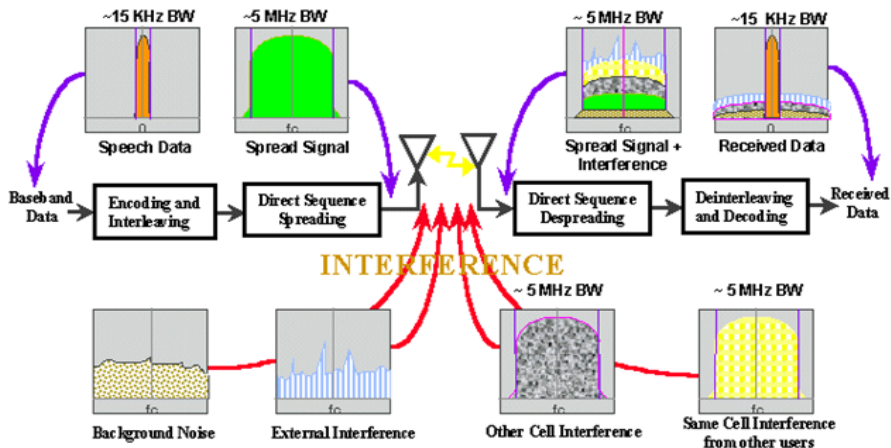 ~15 KHz BW
~5 MHz BW
~ 5 MHz BW
~15 KHz BW
0
fc
fc
0
Speech Data
Spread Signal
Spread Signal +
Interference
Received Data
Baseband
Data
Encoding and
Interleaving
Direct Sequence
Spreading
Direct Sequence
Despreading
Deinterleaving
and Decoding
Received
Data
INTERFERENCE
~ 5 MHz BW
~ 5 MHz BW
fc
fc
fc
fc
Background Noise
External Interference
Other Cell Interference
Same Cell Interference
from other users